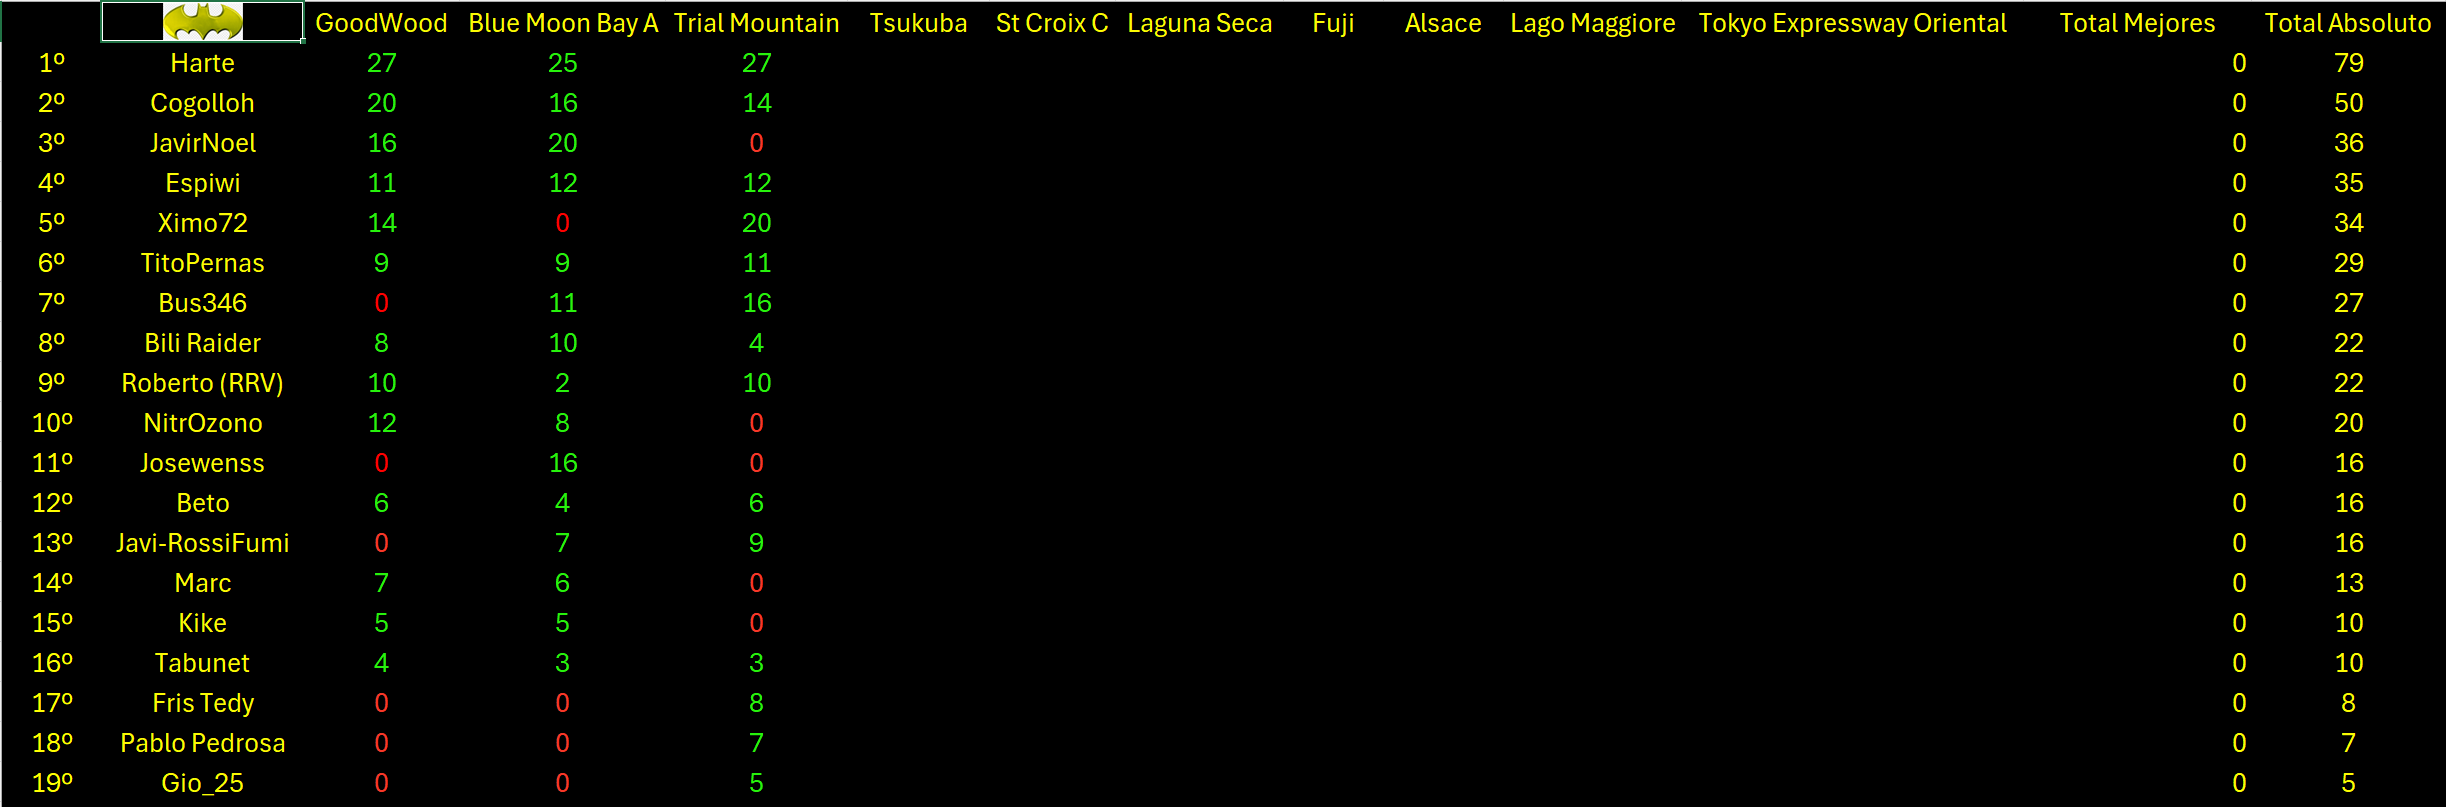 GoodWood Blue Moon Bay A Trial Mountain Tsukuba St Croix C Laguna Seca Fuji Alsace Lago Maggiore Tokyo Expressway Oriental Total Mejores Total Absoluto
1º Harte 27 25 27 0 79
2º Cogolloh 20 16 14 0 50
3º JavirNoel 16 20 0 0 36
4º Espiwi 11 12 12 0 35
5º Ximo72 14 0 20 0 34
6º TitoPernas 9 9 11 0 29
7º Bus346 0 11 16 0 27
8º Bili Raider 8 10 4 0 22
9º Roberto (RRV) 10 2 10 0 22
10º NitrOzono 12 8 0 0 20
11º Josewenss 0 16 0 0 16
12º Beto 6 4 6 0 16
13º Javi-RossiFumi 0 7 9 0 16
14º Marc 7 6 0 0 13
15º Kike 5 5 0 0 10
16º Tabunet 4 3 3 0 10
17º Fris Tedy 0 0 8 0 8
18º Pablo Pedrosa 0 0 7 0 7
19º Gio_25 0 0 5 0 5